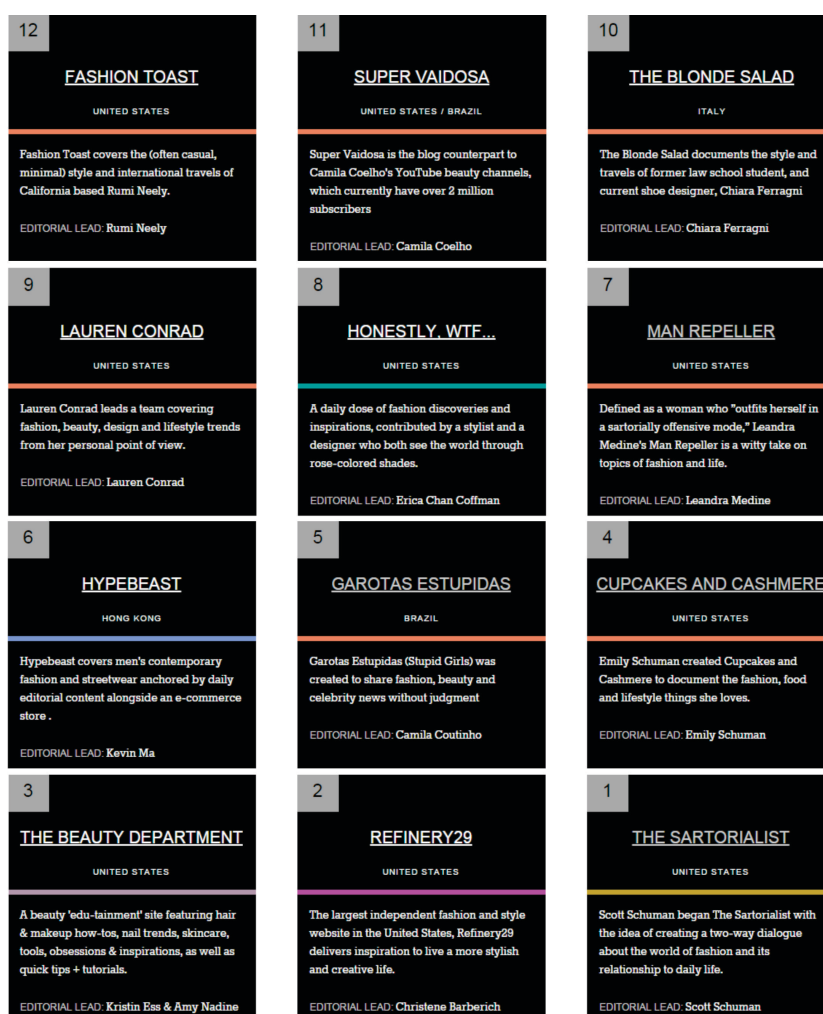 12
FASHION TOAST
UNITED STATES
Fashion Toast covers the (often casual,
minimal) style and international travels of
California based Rumi Neely.
EDITORIAL LEAD: Rumi Neely
11
SUPER VAIDOSA
UNITED STATES / BRAZIL
Super Vaidosa is the blog counterpart to
Camila Coelho's YouTube beauty channels,
which currently have over 2 million
subscribers
EDITORIAL LEAD: Camila Coelho
10
THE BLONDE SALAD
ITALY
The Blonde Salad documents the style and
travels of former law school student, and
current shoe designer, Chiara Ferragni
EDITORIAL LEAD: Chiara Ferragni
9
LAUREN CONRAD
UNITED STATES
Lauren Conrad leads a team covering
fashion, beauty, design and lifestyle trends
from her personal point of view.
EDITORIAL LEAD: Lauren Conrad
8
HONESTLY, WTF...
UNITED STATES
A daily dose of fashion discoveries and
inspirations, contributed by a stylist and a
designer who both see the world through
rose-colored shades.
EDITORIAL LEAD: Erica Chan Coffman
7
MAN REPELLER
UNITED STATES
Defined as a woman who "outfits herself in
a sartorially offensive mode," Leandra
Medine's Man Repeller is a witty take on
topics of fashion and life.
EDITORIAL LEAD: Leandra Medine
6
HYPEBEAST
HONG KONG
Hypebeast covers men's contemporary
fashion and streetwear anchored by daily
editorial content alongside an e-commerce
store .
EDITORIAL LEAD: Kevin Ma
5
GAROTAS ESTUPIDAS
BRAZIL
Garotas Estupidas (Stupid Girls) was
created to share fashion, beauty and
celebrity news without judgment
EDITORIAL LEAD: Camila Coutinho
4
CUPCAKES AND CASHMERE
UNITED STATES
Emily Schuman created Cupcakes and
Cashmere to document the fashion, food
and lifestyle things she loves.
EDITORIAL LEAD: Emily Schuman
3
THE BEAUTY DEPARTMENT
UNITED STATES
A beauty 'edu-tainment' site featuring hair
& makeup how-tos, nail trends, skincare,
tools, obsessions & inspirations, as well as
quick tips + tutorials.
EDITORIAL LEAD: Kristin Ess & Amy Nadine
2
REFINERY29
UNITED STATES
The largest independent fashion and style
website in the United States, Refinery29
delivers inspiration to live a more stylish
and creative life.
EDITORIAL LEAD: Christene Barberich
1
THE SARTORIALIST
UNITED STATES
Scott Schuman began The Sartorialist with
the idea of creating a two-way dialogue
about the world of fashion and its
relationship to daily life.
EDITORIAL LEAD: Scott Schuman